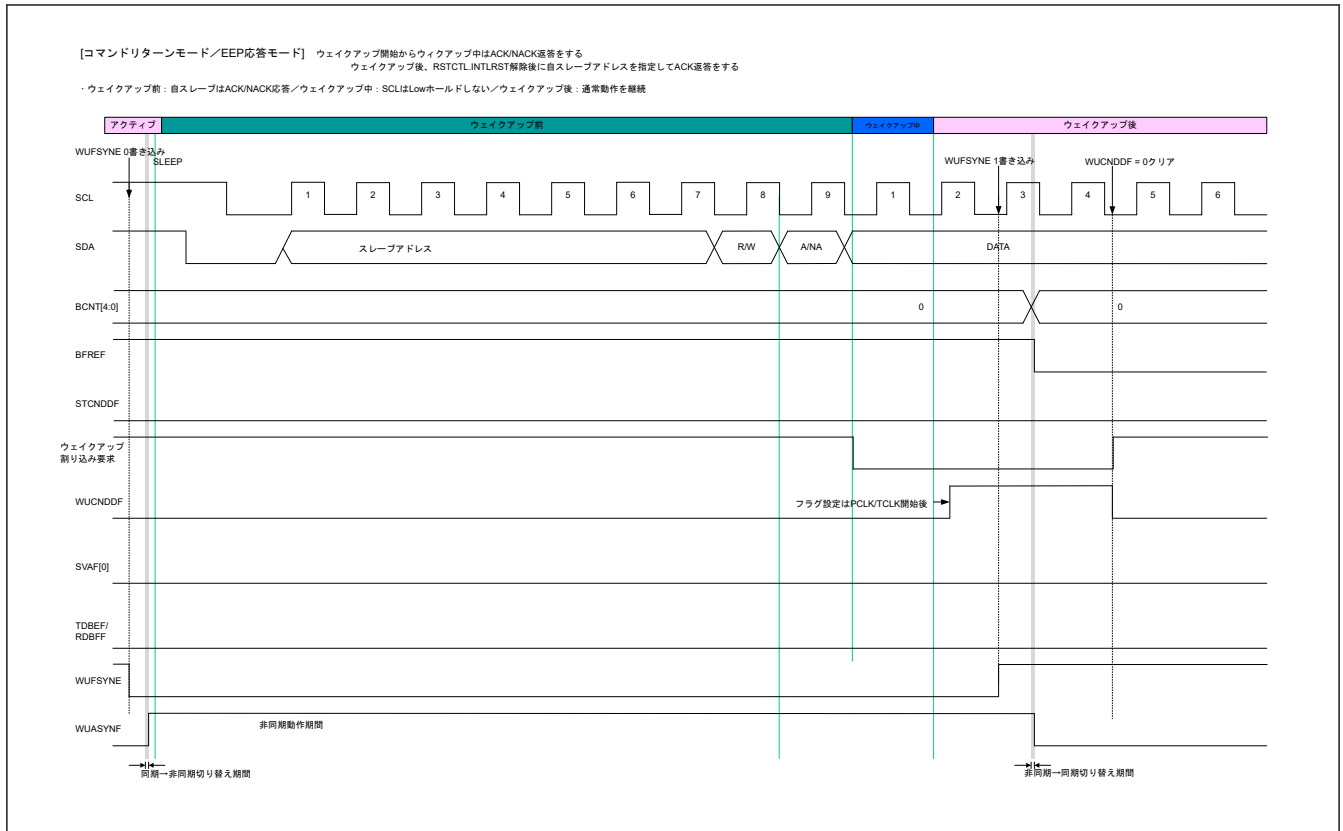 [コマンドリターンモード／EEP応答モード] ウェイクアップ開始からウィクアップ中はACK/NACK返答をする
ウェイクアップ後、RSTCTL.INTLRST解除後に自スレーブアドレスを指定してACK返答をする
・ウェイクアップ前：自スレーブはACK/NACK応答／ウェイクアップ中：SCLはLowホールドしない／ウェイクアップ後：通常動作を継続
アクティブ ウェイクアップ前 ウェイクアップ中 ウェイクアップ後
WUFSYNE 0書き込み WUFSYNE 1書き込み WUCNDDF = 0クリア
SLEEP
SCL 1 2 3 4 5 6 7 8 9 1 2 3 4 5 6
SDA スレーブアドレス R/W A/NA DATA
BCNT[4:0] 0 0
BFREF
STCNDDF
ウェイクアップ
割り込み要求
WUCNDDF フラグ設定はPCLK/TCLK開始後
SVAF[0]
TDBEF/
RDBFF
WUFSYNE
WUASYNF 非同期動作期間
同期→非同期切り替え期間 非同期→同期切り替え期間